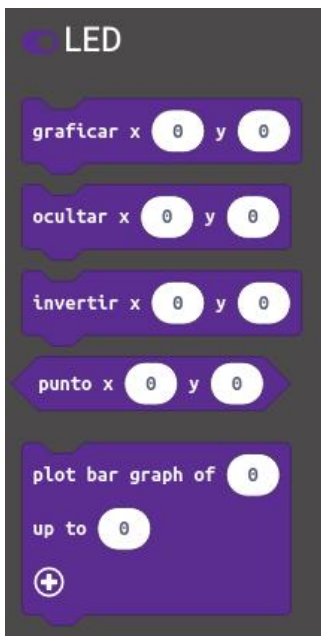 LED
graficar x 0 y 0
ocultar x 0 y 0
invertir x 0 y 0
punto x 0 y 0
plot bar graph of 0
up to 0